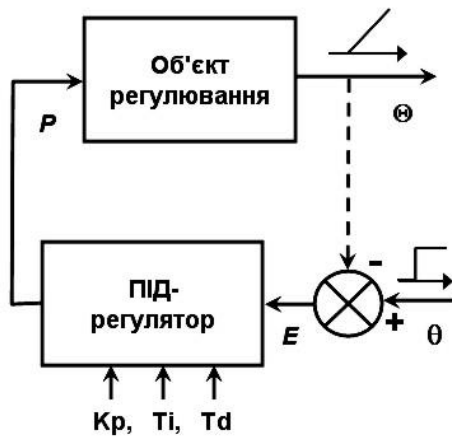 Об'єкт
регулювання
P
Θ
-
ПІД-
регулятор
E
+
θ
Kp, Ti, Td